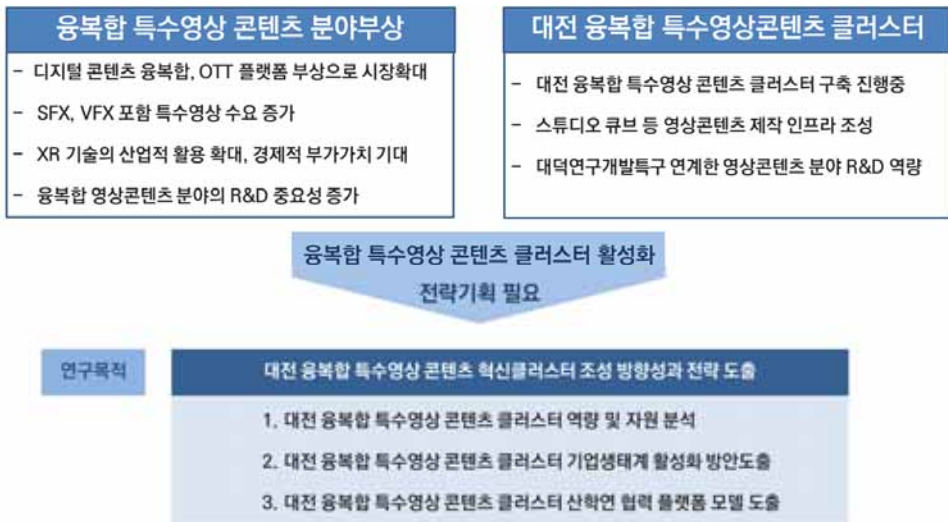 융복합 특수영상 콘텐츠 분야부상
- 디지털 콘텐츠 융복합, OTT 플랫폼 부상으로 시장확대
- SFX, VFX 포함 특수영상 수요 증가
- XR 기술의 산업적 활용 확대, 경제적 부가가치 기대
- 융복합 영상콘텐츠 분야의 R&D 중요성 증가
대전 융복합 특수영상콘텐츠 클러스터
- 대전 융복합 특수영상 콘텐츠 클러스터 구축 진행중
- 스튜디오 큐브 등 영상콘텐츠 제작 인프라 조성
- 대덕연구개발특구 연계한 영상콘텐츠 분야 R&D 역량
융복합 특수영상 콘텐츠 클러스터 활성화
전략기획 필요
연구목적
대전 융복합 특수영상 콘텐츠 혁신클러스터 조성 방향성과 전략 도출
1. 대전 융복합 특수영상 콘텐츠 클러스터 역량 및 자원 분석
2. 대전 융복합 특수영상 콘텐츠 클러스터 기업생태계 활성화 방안도출
3. 대전 융복합 특수영상 콘텐츠 클러스터 산학연 협력 플랫폼 모델 도출